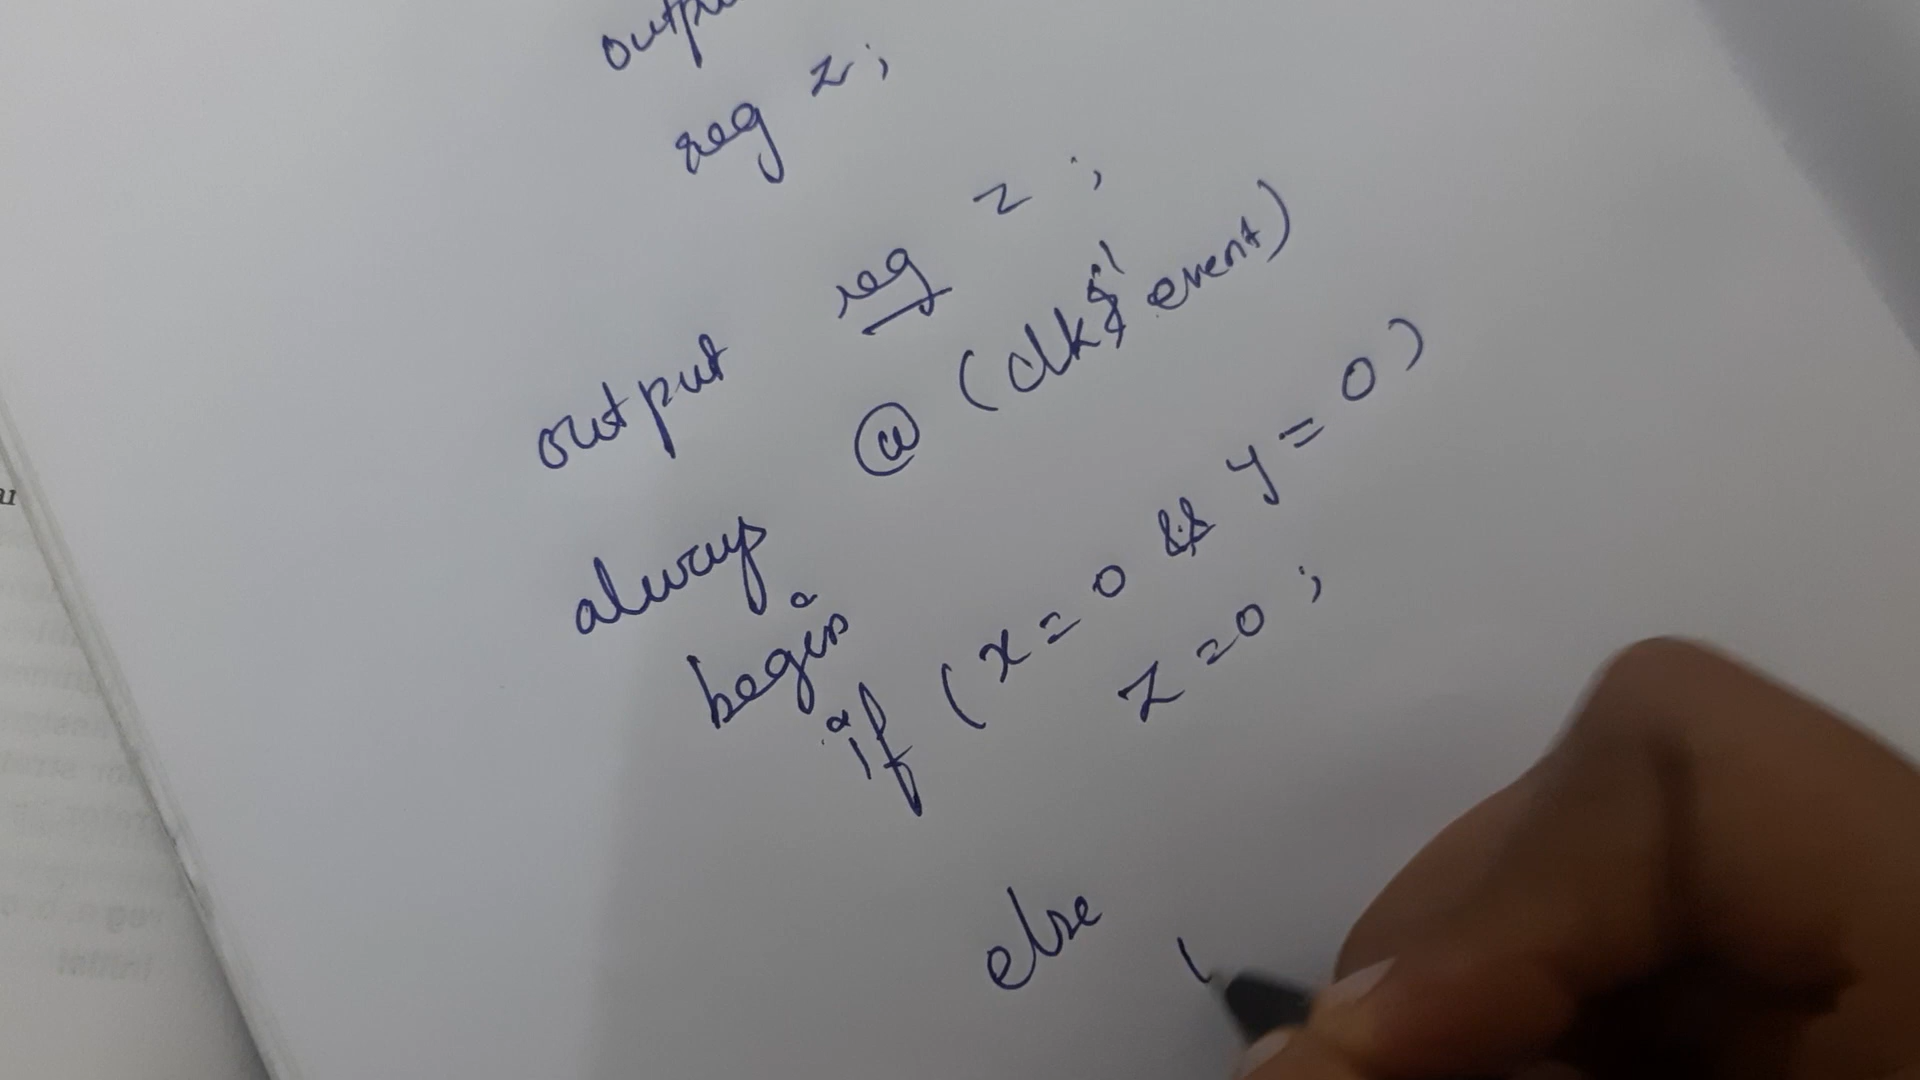 reg z;
output reg z ;
always @ (clk' event)
begin
if (x=0 && y=0)
z=0 ;
else